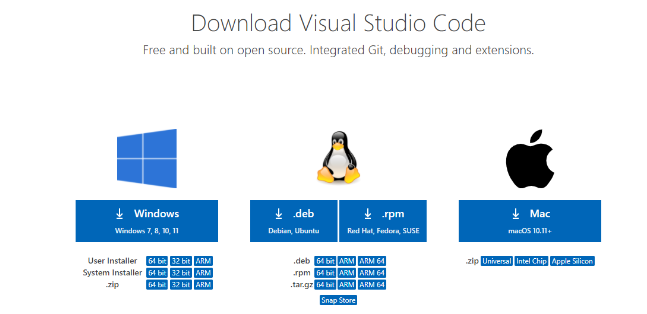 Download Visual Studio Code
Free and built on open source. Integrated Git, debugging and extensions.
Windows
Windows 7, 8, 10, 11
User Installer 64 bit 32 bit ARM
System Installer 64 bit 32 bit ARM
.zip 64 bit 32 bit ARM
.deb
Debian, Ubuntu
.rpm
Red Hat, Fedora, SUSE
.deb 64 bit ARM ARM 64
.rpm 64 bit ARM ARM 64
.tar.gz 64 bit ARM ARM 64
Snap Store
Mac
macOS 10.11+
.zip Universal Intel Chip Apple Silicon